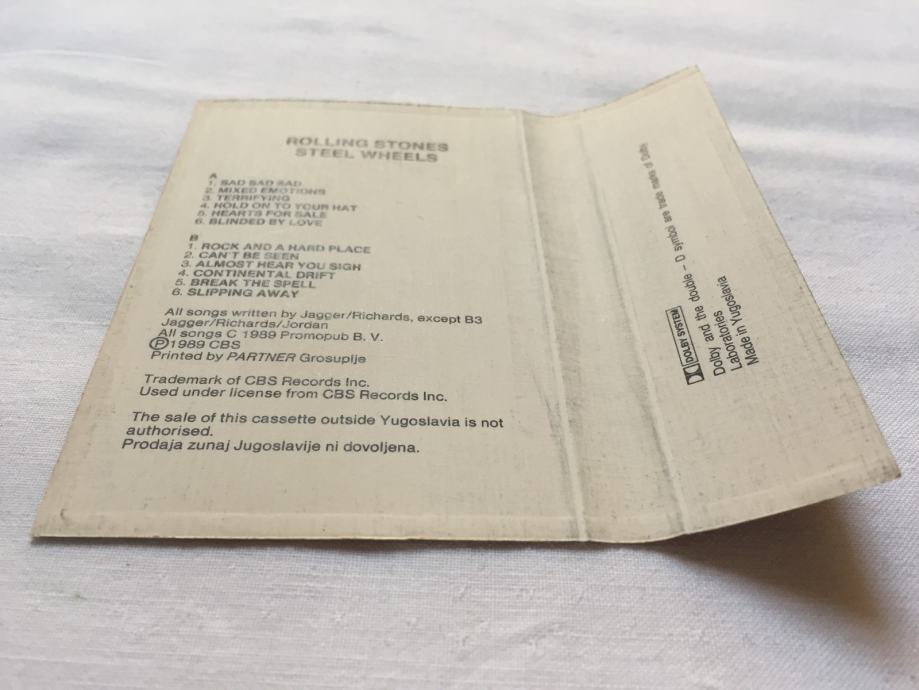 ROLLING STONES
STEEL WHEELS
A
1. SAD SAD SAD
2. MIXED EMOTIONS
3. TERRIFYING
4. HOLD ON TO YOUR HAT
5. HEARTS FOR SALE
6. BLINDED BY LOVE
B
1. ROCK AND A HARD PLACE
2. CAN'T BE SEEN
3. ALMOST HEAR YOU SIGH
4. CONTINENTAL DRIFT
5. BREAK THE SPELL
6. SLIPPING AWAY
All songs written by Jagger/Richards, except B3
Jagger/Richards/Jordan
All songs C 1989 Promopub B. V.
Ⓟ1989 CBS
Printed by PARTNER Grosuplje
Trademark of CBS Records Inc.
Used under license from CBS Records Inc.
The sale of this cassette outside Yugoslavia is not
authorised.
Prodaja zunaj Jugoslavije ni dovoljena.
DOLBY SYSTEM
Dolby and the double – D symbol are trade marks of Dolby
Laboratories
Made in Yugoslavia